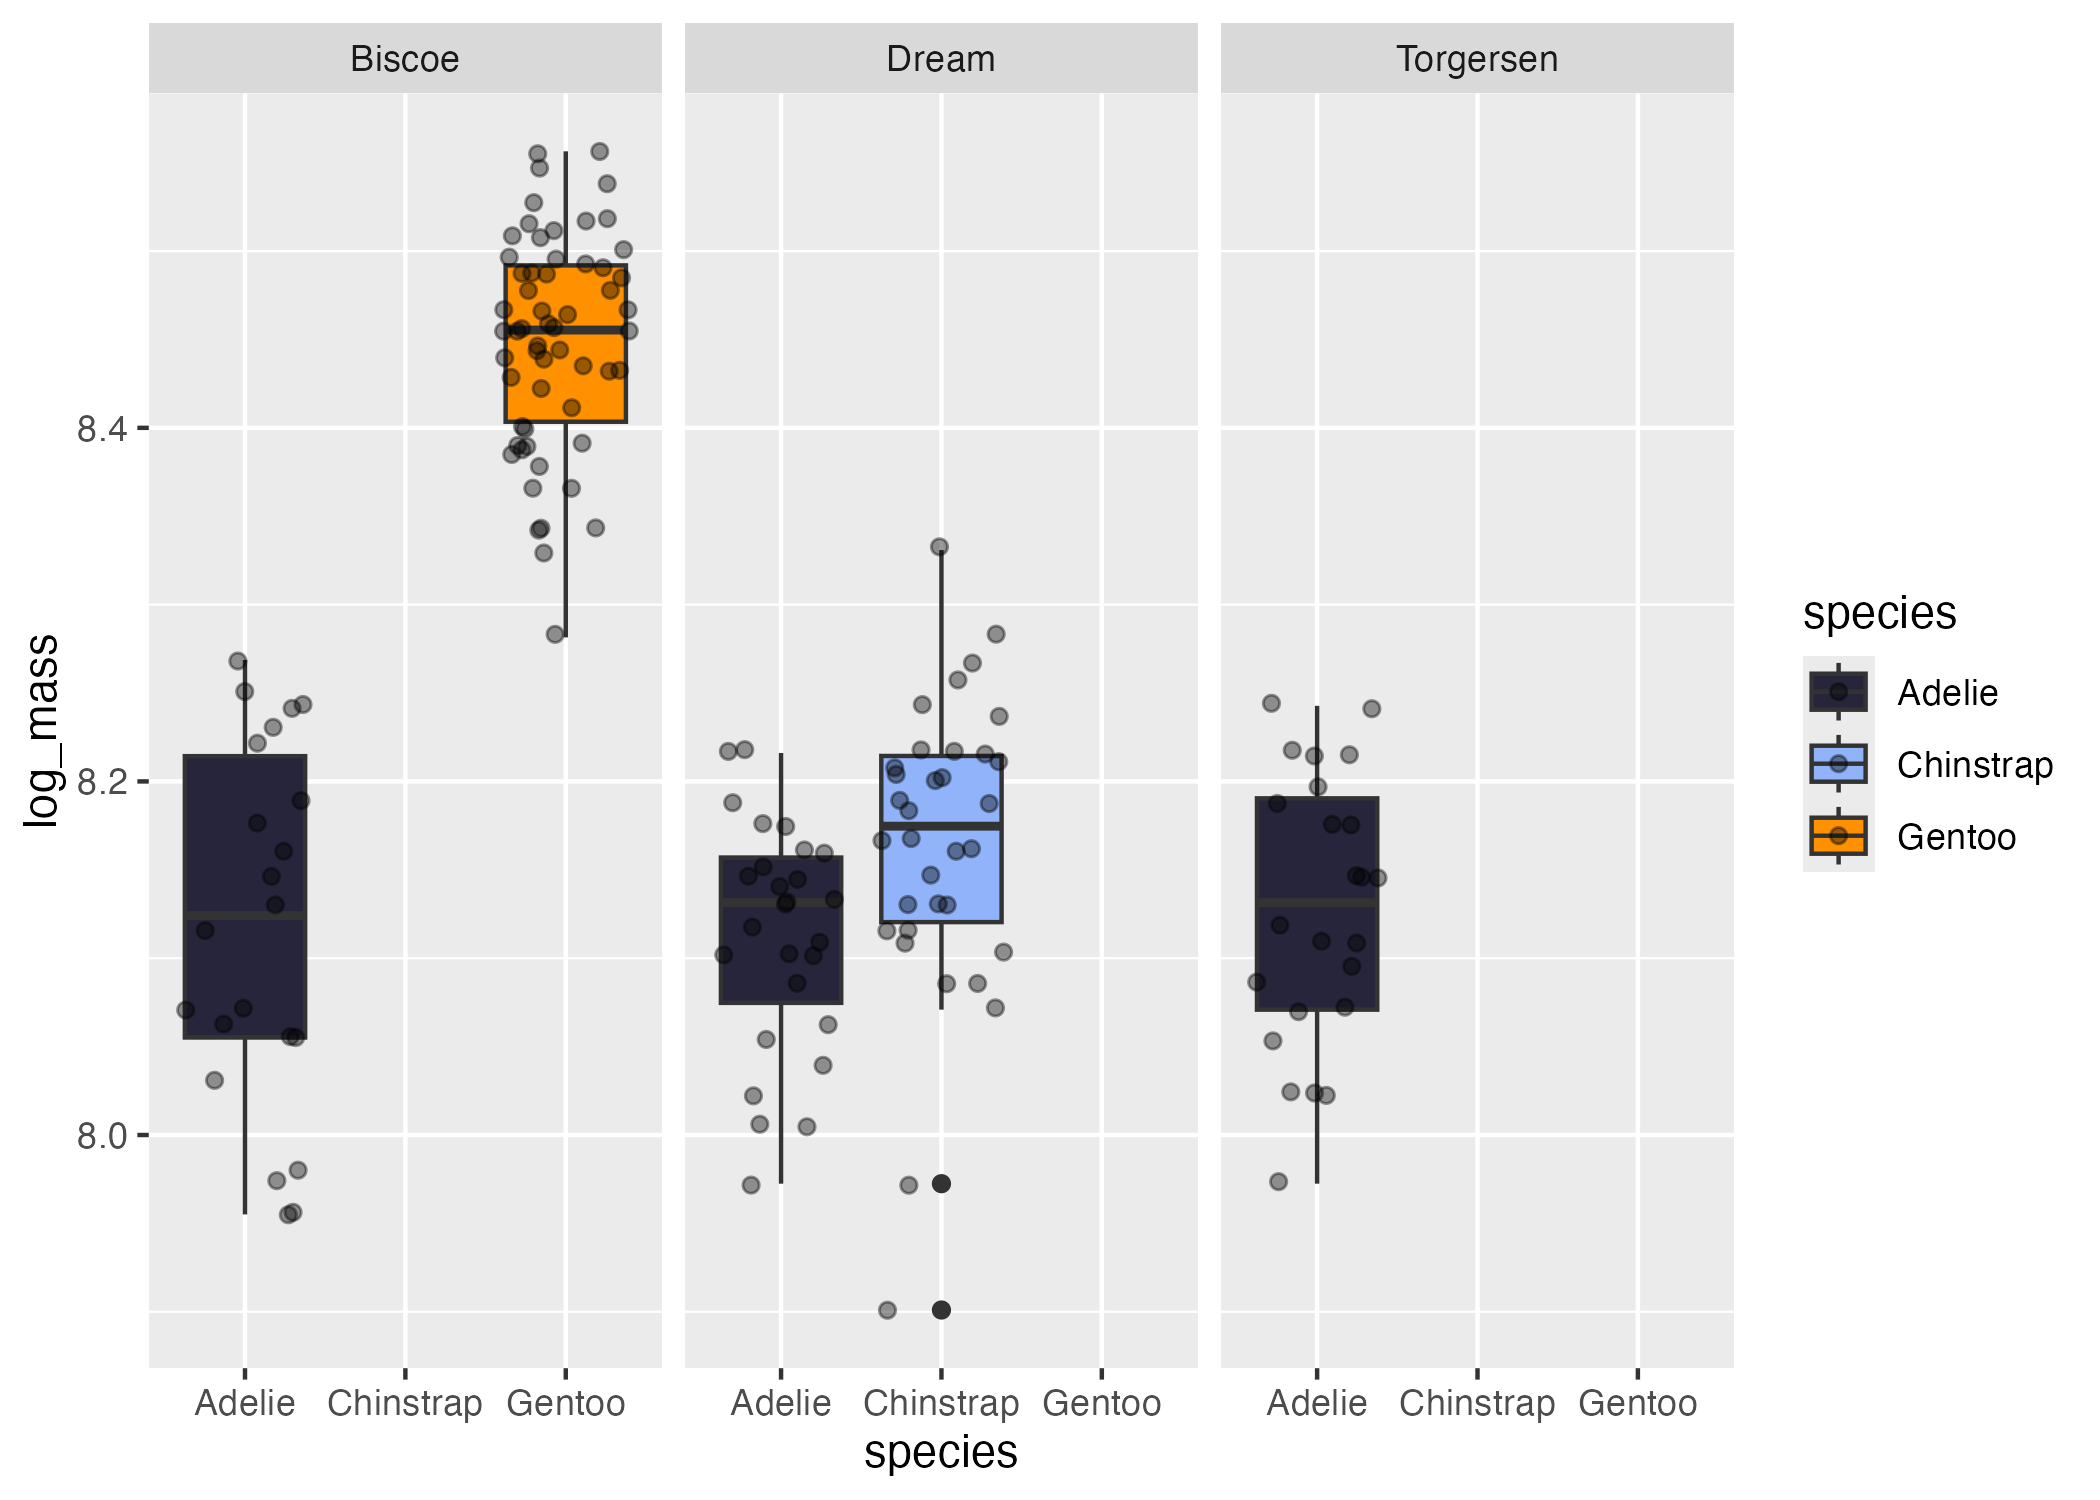 Biscoe
Dream
Torgersen
log_mass
8.4
8.2
8.0
Adelie Chinstrap Gentoo
Adelie Chinstrap Gentoo
Adelie Chinstrap Gentoo
species
species
Adelie
Chinstrap
Gentoo